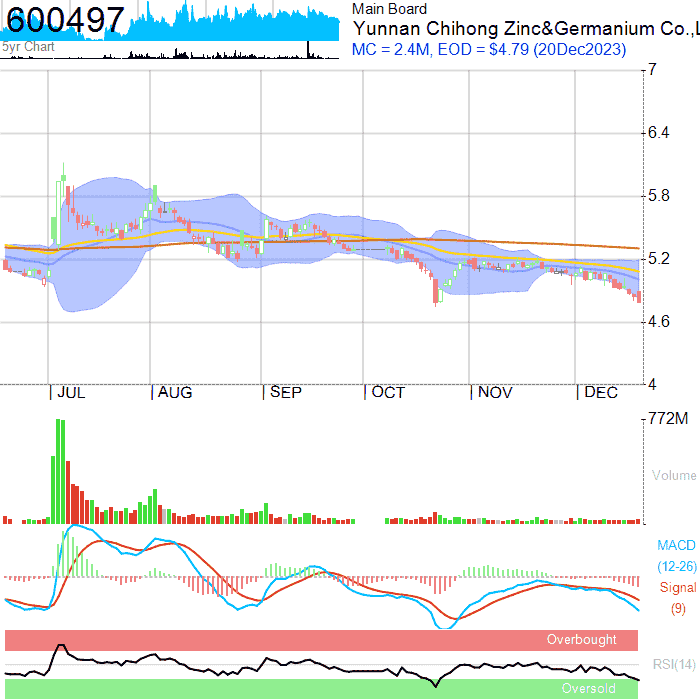 600497
5yr Chart
Main Board
Yunnan Chihong Zinc&Germanium Co.,L
MC = 2.4M, EOD = $4.79 (20Dec2023)
7
6.4
5.8
5.2
4.6
4
JUL AUG SEP OCT NOV DEC
772M
Volume
MACD
(12-26)
Signal
(9)
Overbought
RSI(14)
Oversold